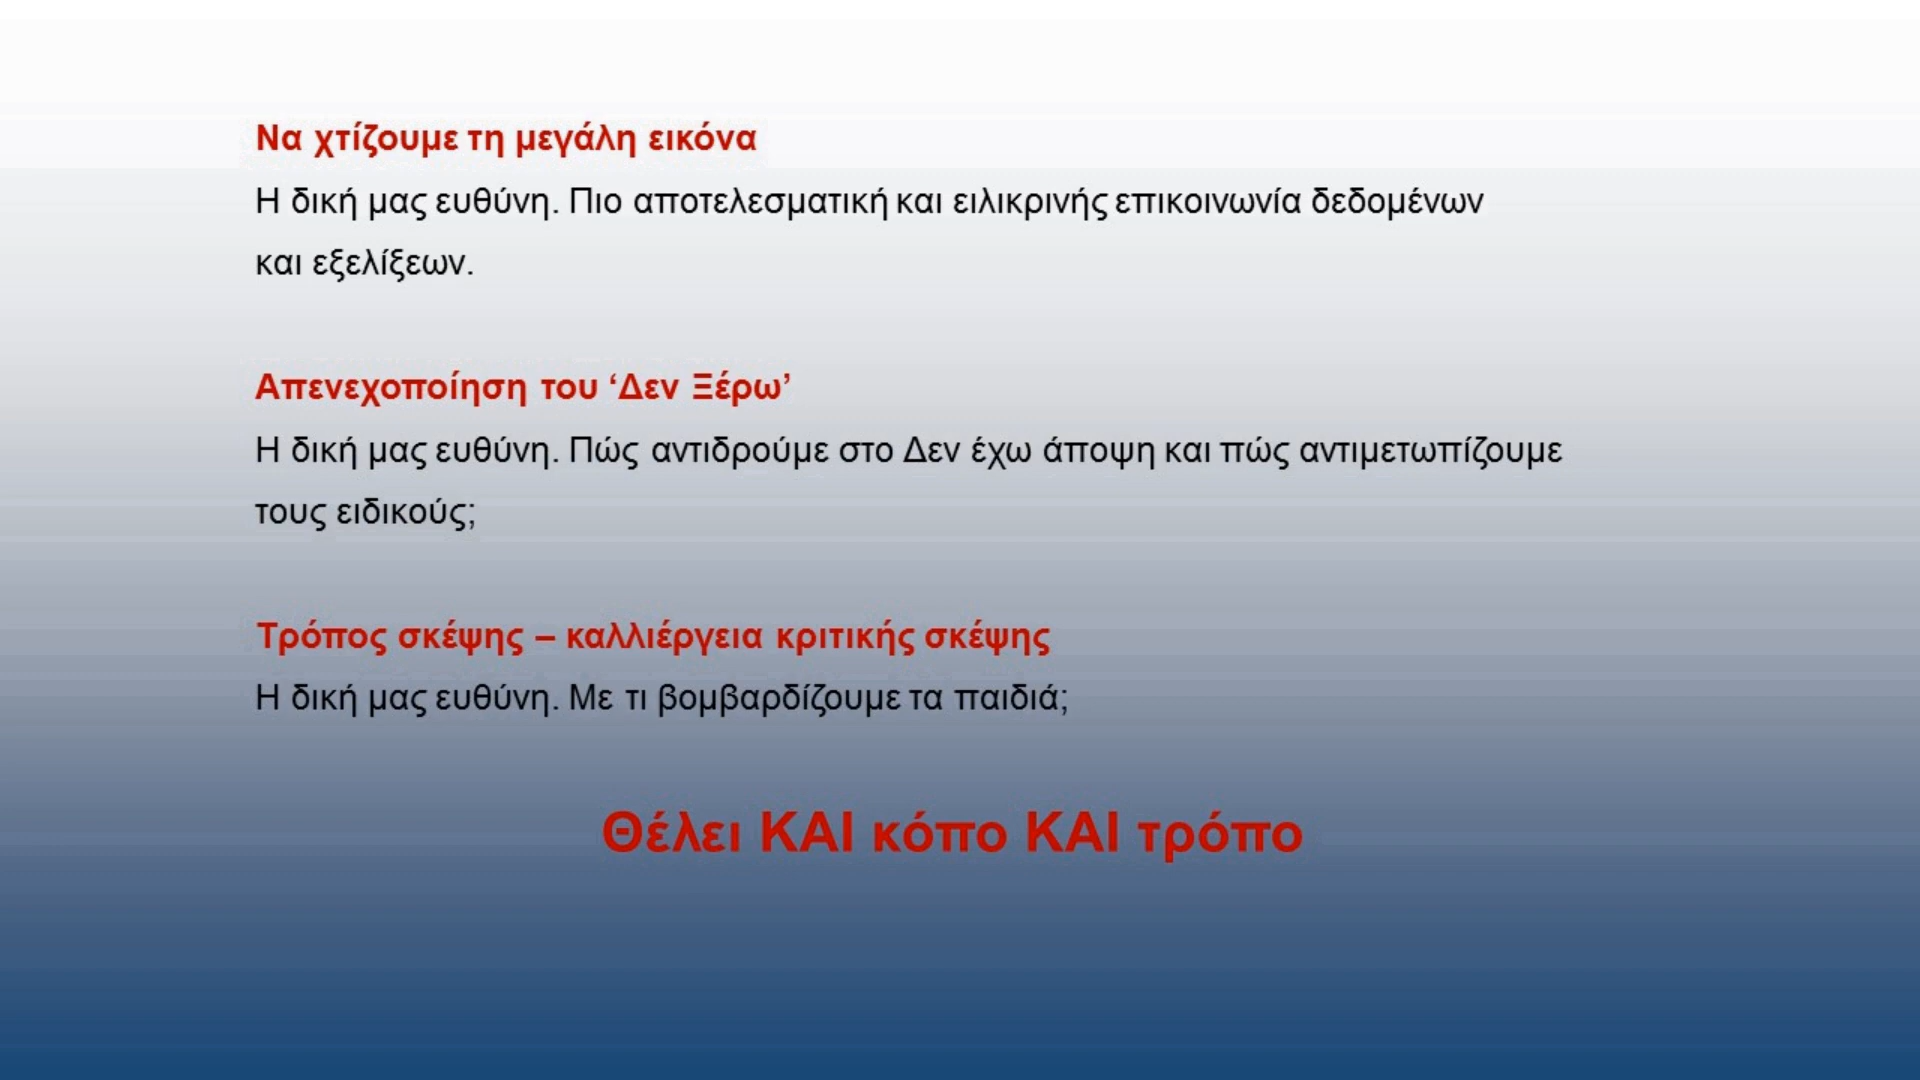 Να χτίζουμε τη μεγάλη εικόνα
Η δική μας ευθύνη. Πιο αποτελεσματική και ειλικρινής επικοινωνία δεδομένων
και εξελίξεων.
Απενεχοποίηση του ‘Δεν Ξέρω’
Η δική μας ευθύνη. Πώς αντιδρούμε στο Δεν έχω άποψη και πώς αντιμετωπίζουμε
τους ειδικούς;
Τρόπος σκέψης – καλλιέργεια κριτικής σκέψης
Η δική μας ευθύνη. Με τι βομβαρδίζουμε τα παιδιά;
Θέλει ΚΑΙ κόπο ΚΑΙ τρόπο